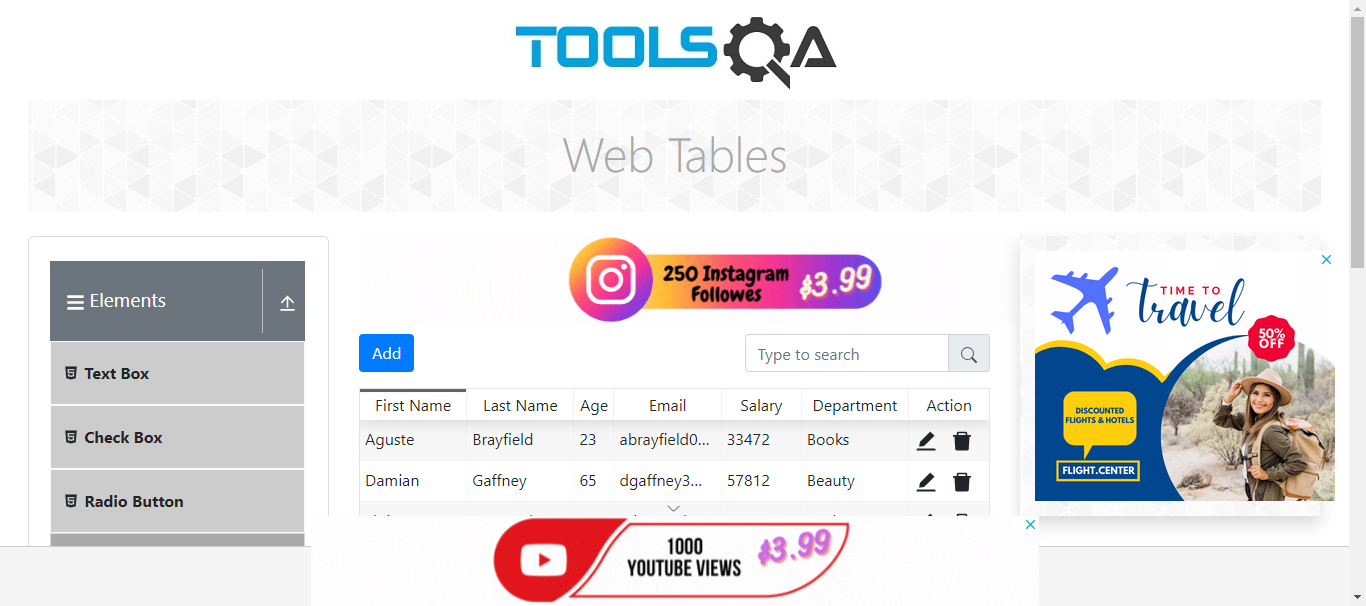 TOOLSQA
Web Tables
Elements
Text Box
Check Box
Radio Button
250 Instagram
Followes
$3.99
Add
Type to search
First Name Last Name Age Email Salary Department Action
Aguste Brayfield 23 abrayfield0... 33472 Books
Damian Gaffney 65 dgaffney3... 57812 Beauty
TIME TO
travel
50%
OFF
DISCOUNTED
FLIGHTS & HOTELS
FLIGHT.CENTER
1000
YOUTUBE VIEWS
$3.99